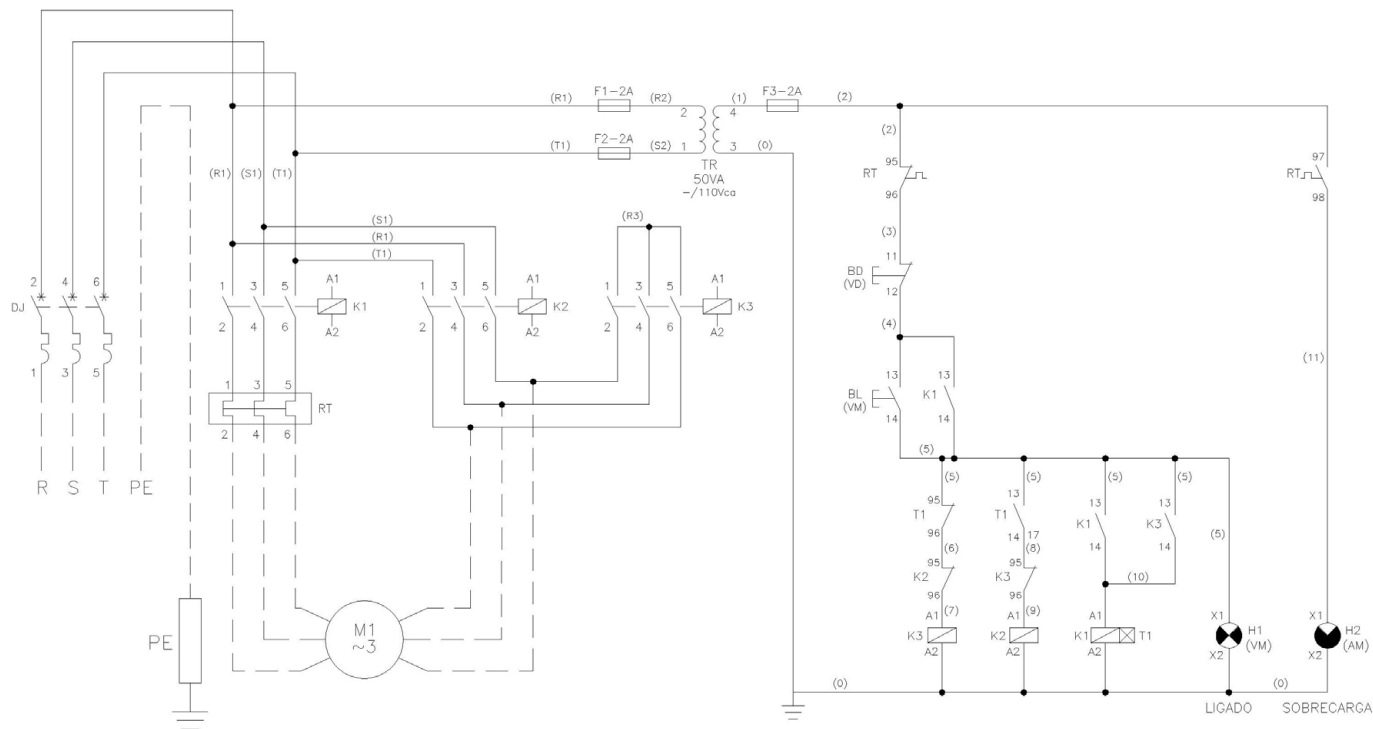 F1-2A F3-2A
(R1) (R2) (1) (2)
2 4
F2-2A
(T1) (S2) 1 3 (0)
TR
50VA
-/110Vca
(R1) (S1) (T1)
(2)
95
RT
96
97
RT
98
(S1) (R3)
(R1)
(T1)
(3)
2 4 6
DJ
1 3 5
1 3 5 A1 K1
2 4 6 A2
1 3 5 A1 K2
2 4 6 A2
1 3 5 A1 K3
2 4 6 A2
11
BD
(VD)
12
(4)
(11)
1 3 5
RT
2 4 6
13
BL
(VM)
14
13
K1
14
(5)
R S T PE
(5) (5) (5) (5)
95
T1
96
13
T1
14 17
13
K1
14
13
K3
14
(5)
(6) (8)
95
K2
96
95
K3
96
(10)
(7) (9)
A1
K3
A2
A1
K2
A2
A1
K1 T1
A2
X1
H1
(VM)
X2
X1
H2
(AM)
X2
M1
~3
PE
(0) (0)
LIGADO SOBRECARGA